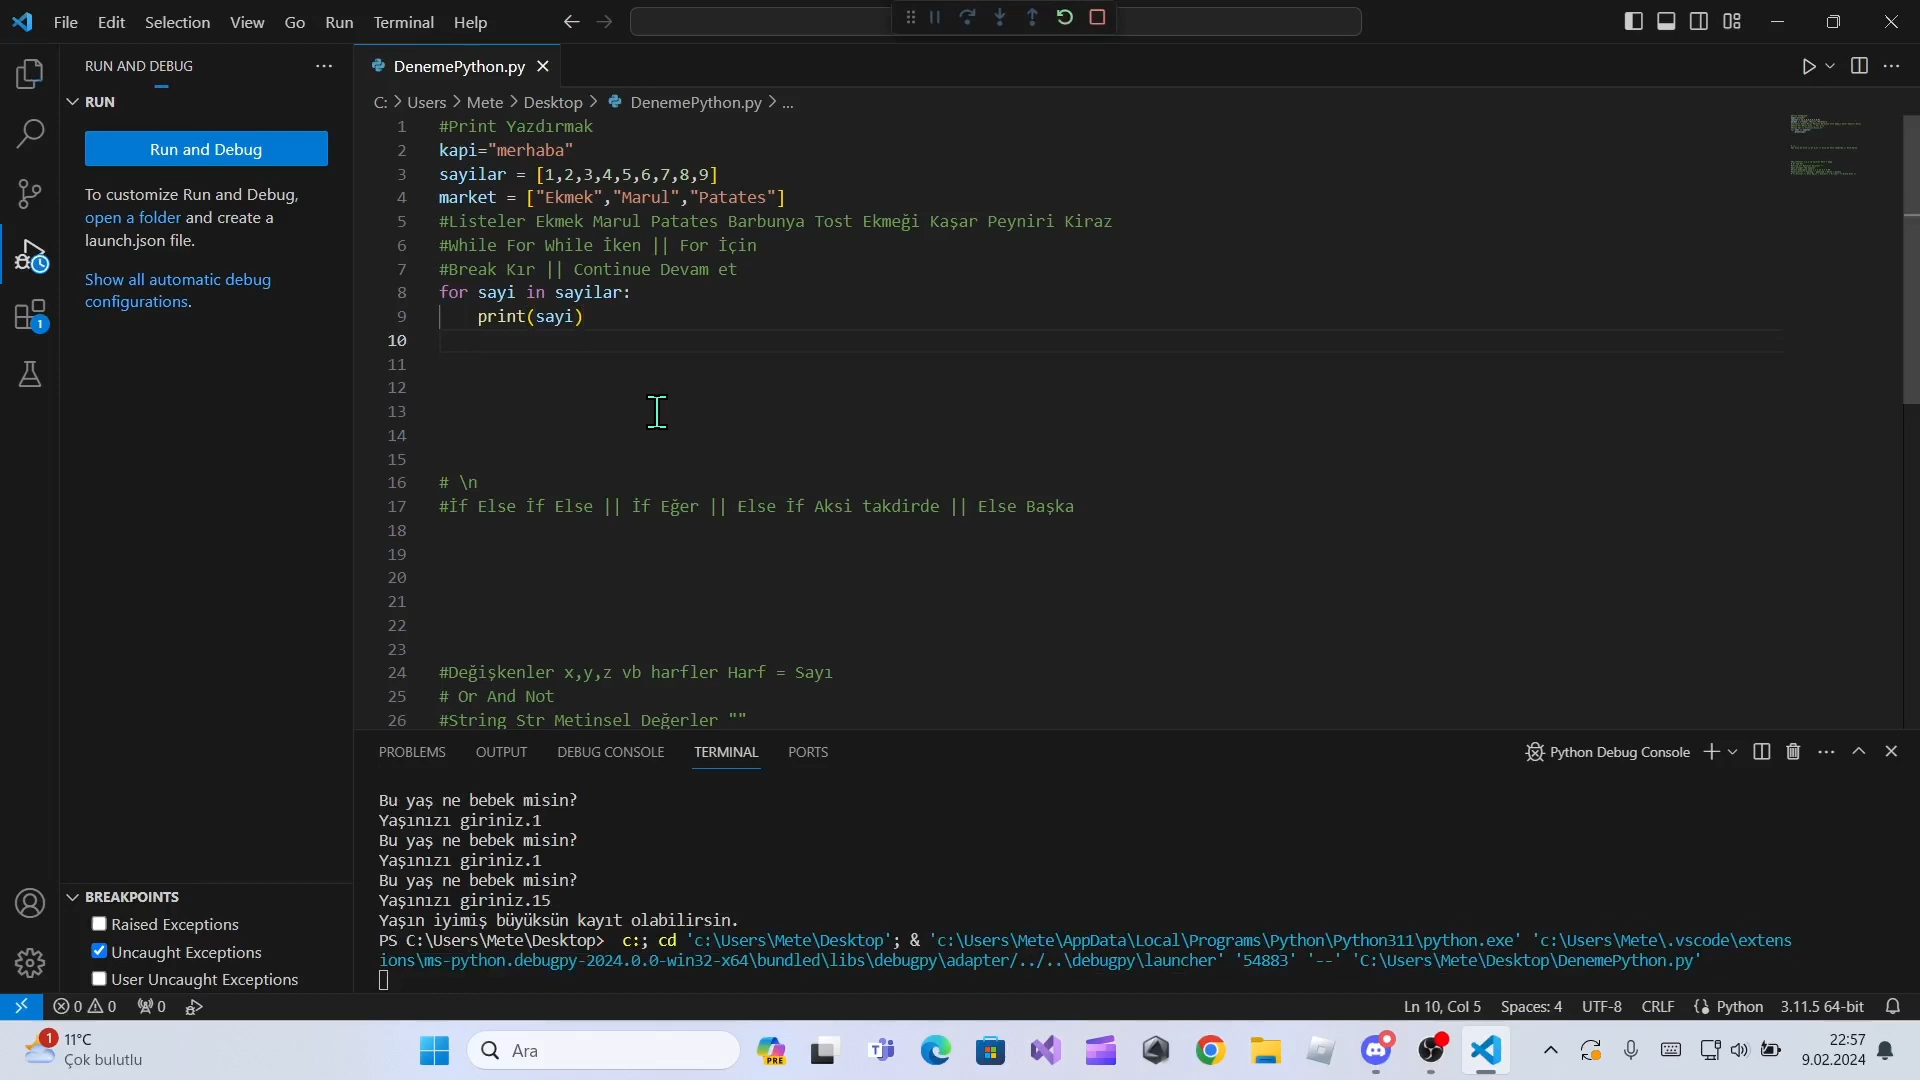 File Edit Selection View Go Run Terminal Help
RUN AND DEBUG
RUN
Run and Debug
To customize Run and Debug,
open a folder and create a
launch.json file.
Show all automatic debug
configurations.
BREAKPOINTS
Raised Exceptions
Uncaught Exceptions
User Uncaught Exceptions
DenemePython.py
C: > Users > Mete > Desktop > DenemePython.py > ...
1 #Print Yazdırmak
2 kapi="merhaba"
3 sayilar = [1,2,3,4,5,6,7,8,9]
4 market = ["Ekmek","Marul","Patates"]
5 #Listeler Ekmek Marul Patates Barbunya Tost Ekmeği Kaşar Peyniri Kiraz
6 #While For While İken || For İçin
7 #Break Kır || Continue Devam et
8 for sayi in sayilar:
9 print(sayi)
10
11
12
13
14
15
16 # \n
17 #İf Else İf Else || İf Eğer || Else İf Aksi takdirde || Else Başka
18
19
20
21
22
23
24 #Değişkenler x,y,z vb harfler Harf = Sayı
25 # Or And Not
26 #String Str Metinsel Değerler ""
PROBLEMS OUTPUT DEBUG CONSOLE TERMINAL PORTS
Python Debug Console
Bu yaş ne bebek misin?
Yaşınızı giriniz.1
Bu yaş ne bebek misin?
Yaşınızı giriniz.1
Bu yaş ne bebek misin?
Yaşınızı giriniz.15
Yaşın iyimiş büyüksün kayıt olabilirsin.
PS C:\Users\Mete\Desktop>  c:; cd 'c:\Users\Mete\Desktop'; & 'c:\Users\Mete\AppData\Local\Programs\Python\Python311\python.exe' 'c:\Users\Mete\.vscode\extens
ions\ms-python.debugpy-2024.0.0-win32-x64\bundled\libs\debugpy\adapter/../..\debugpy\launcher' '54883' '--' 'C:\Users\Mete\Desktop\DenemePython.py'
1
0 0 0
Ln 10, Col 5 Spaces: 4 UTF-8 CRLF Python 3.11.5 64-bit
1
11°C
Çok bulutlu
Ara
PRE
22:57
9.02.2024